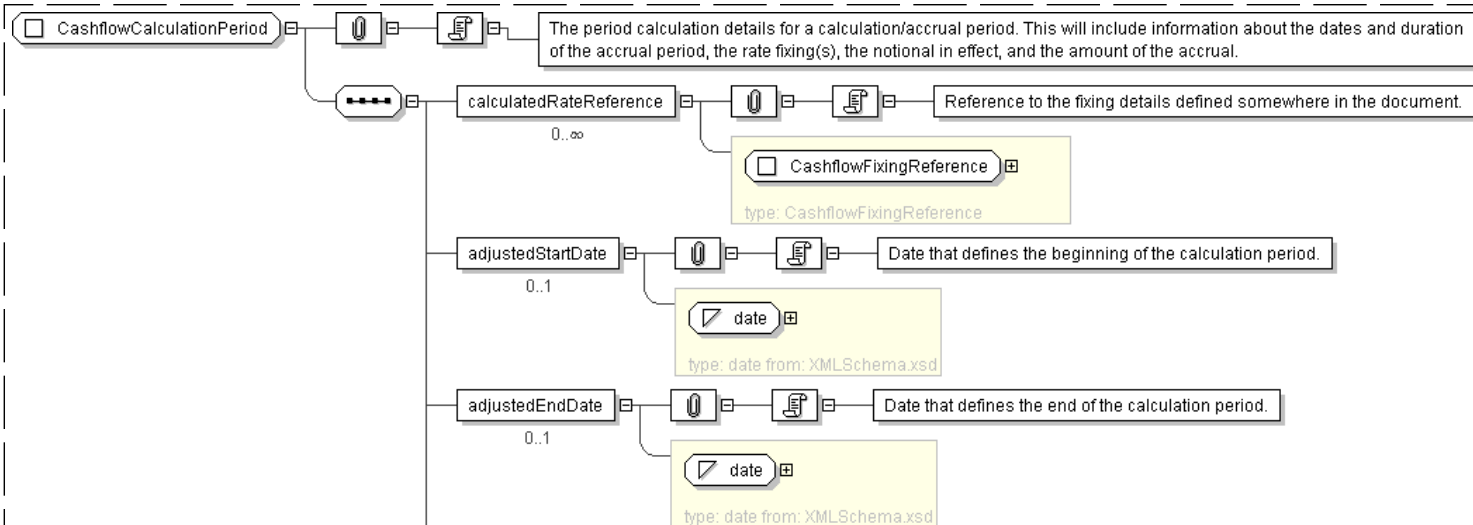 CashflowCalculationPeriod
The period calculation details for a calculation/accrual period. This will include information about the dates and duration
of the accrual period, the rate fixing(s), the notional in effect, and the amount of the accrual.
calculatedRateReference
Reference to the fixing details defined somewhere in the document.
0..∞
CashflowFixingReference
type: CashflowFixingReference
adjustedStartDate
Date that defines the beginning of the calculation period.
0..1
date
type: date from: XMLSchema.xsd
adjustedEndDate
Date that defines the end of the calculation period.
0..1
date
type: date from: XMLSchema.xsd